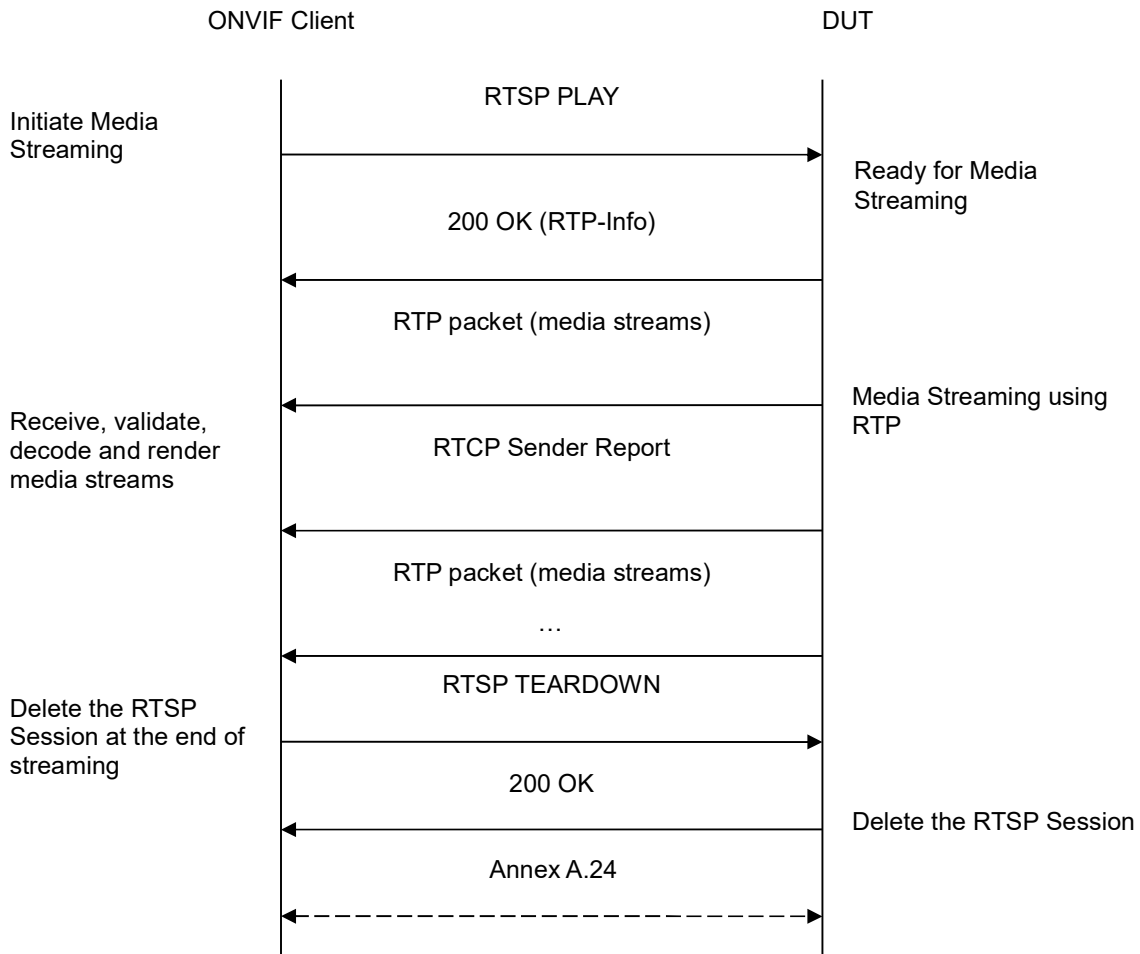 ONVIF Client
DUT
RTSP PLAY
Initiate Media
Streaming
Ready for Media
Streaming
200 OK (RTP-Info)
RTP packet (media streams)
Media Streaming using
RTP
Receive, validate,
decode and render
media streams
RTCP Sender Report
RTP packet (media streams)
…
RTSP TEARDOWN
Delete the RTSP
Session at the end of
streaming
200 OK
Delete the RTSP Session
Annex A.24